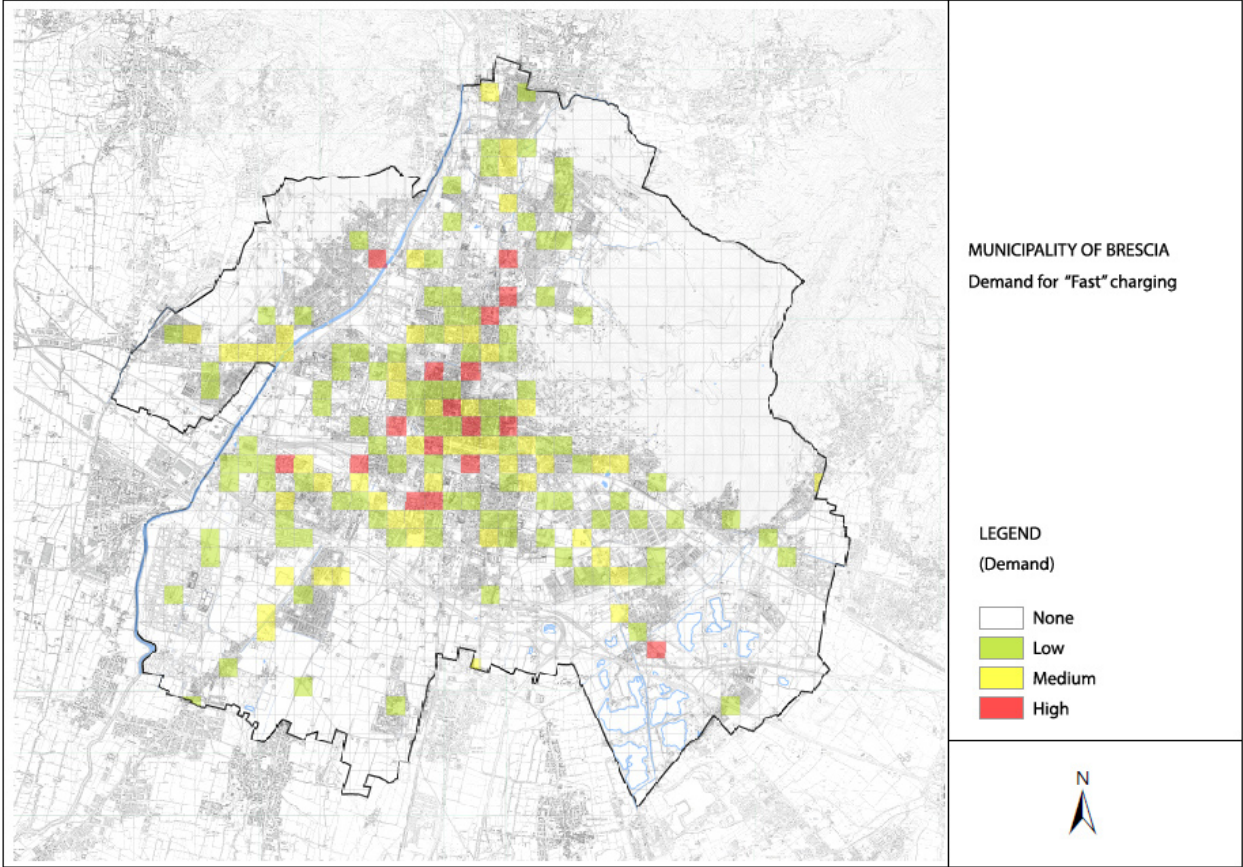 MUNICIPALITY OF BRESCIA
Demand for "Fast" charging
LEGEND
(Demand)
None
Low
Medium
High
N